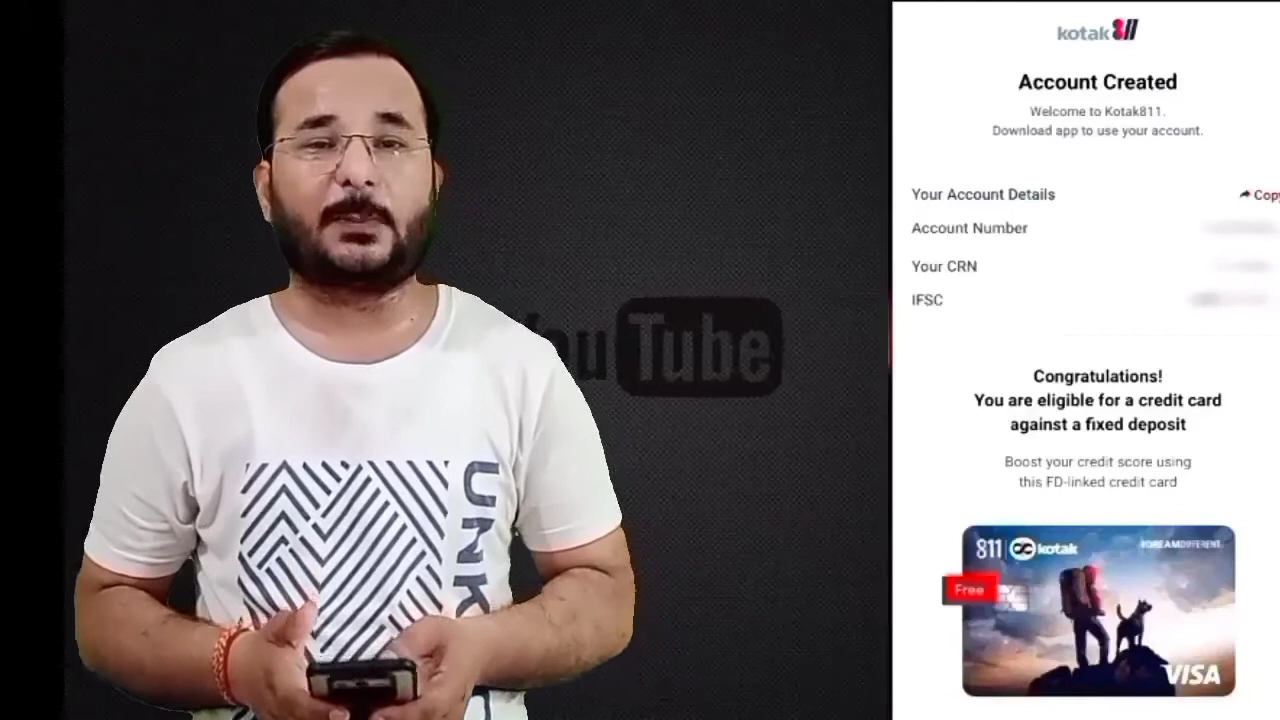 YouTube
UNK
kotak811
Account Created
Welcome to Kotak811.
Download app to use your account.
Your Account Details
Copy
Account Number
Your CRN
IFSC
Congratulations!
You are eligible for a credit card
against a fixed deposit
Boost your credit score using
this FD-linked credit card
811 kotak
#DREAMDIFFERENT
Free
VISA